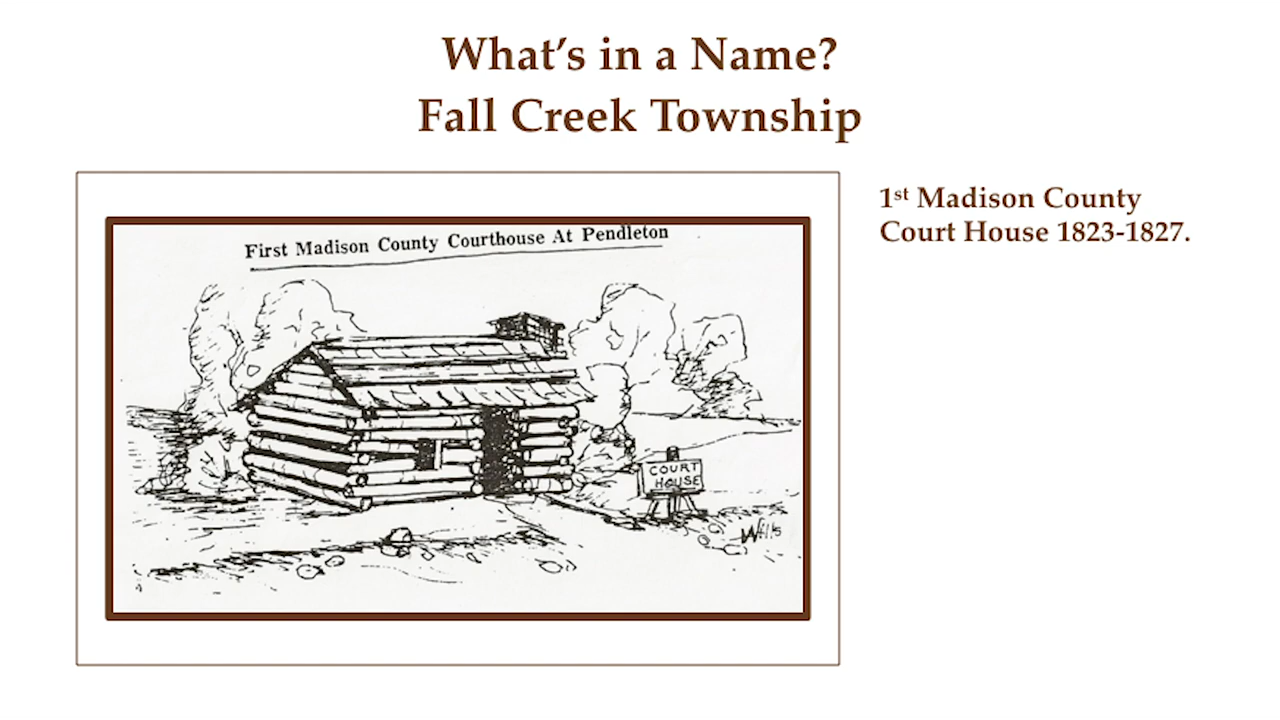 What's in a Name?
Fall Creek Township
First Madison County Courthouse At Pendleton
COURT
HOUSE
Wills
1st Madison County
Court House 1823-1827.